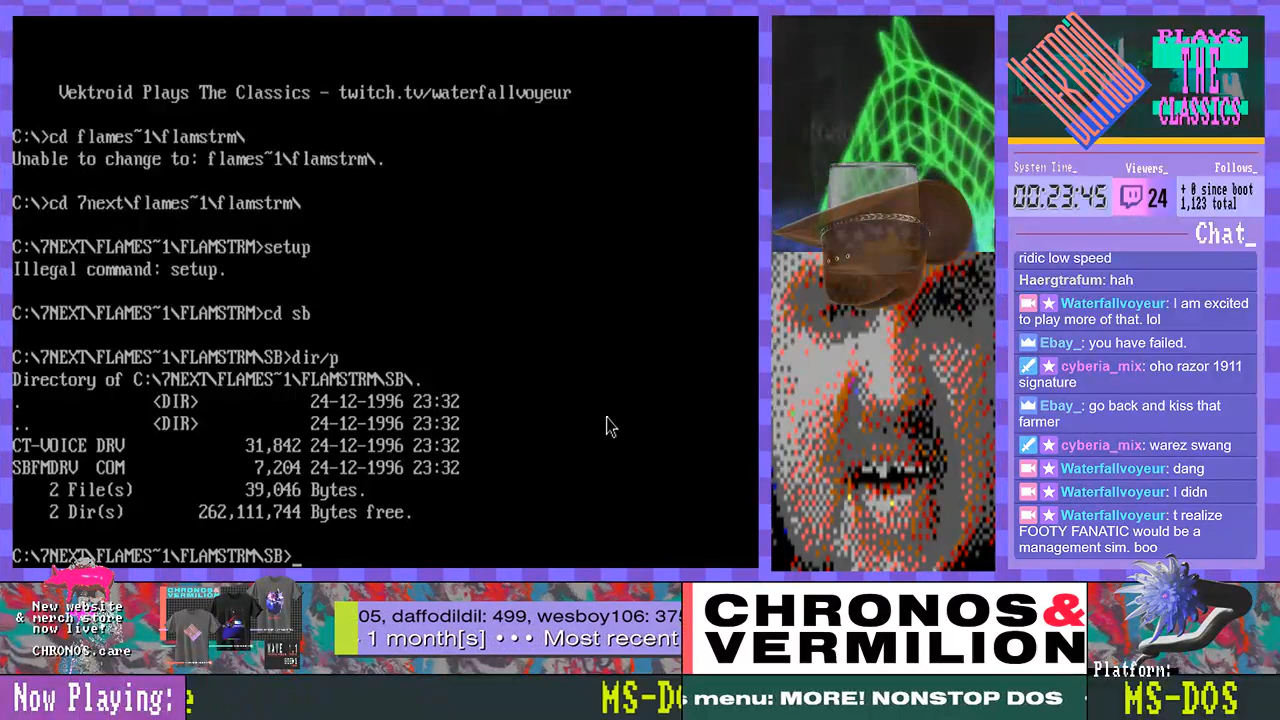 Vektroid Plays The Classics - twitch.tv/waterfallvoyeur
C:\>cd flames~1\flamstrm\
Unable to change to: flames~1\flamstrm\.
C:\>cd 7next\flames~1\flamstrm\
C:\7NEXT\FLAMES~1\FLAMSTRM>setup
Illegal command: setup.
C:\7NEXT\FLAMES~1\FLAMSTRM>cd sb
C:\7NEXT\FLAMES~1\FLAMSTRM\SB>dir/p
Directory of C:\7NEXT\FLAMES~1\FLAMSTRM\SB\.
. <DIR> 24-12-1996 23:32
.. <DIR> 24-12-1996 23:32
CT-VOICE DRV 31,842 24-12-1996 23:32
SBFMDRV COM 7,204 24-12-1996 23:32
2 File(s) 39,046 Bytes.
2 Dir(s) 262,111,744 Bytes free.
C:\7NEXT\FLAMES~1\FLAMSTRM\SB>_
VEKTROID
PLAYS
THE
CLASSICS
System Time_ Viewers_ Follows_
00:23:45 24 + 0 since boot
1,123 total
Chat_
ridic low speed
Haergtrafum: hah
Waterfallvoyeur: I am excited
to play more of that. lol
Ebay_: you have failed.
cyberia_mix: oho razor 1911
signature
Ebay_: go back and kiss that
farmer
cyberia_mix: warez swang
Waterfallvoyeur: dang
Waterfallvoyeur: I didn
Waterfallvoyeur: t realize
FOOTY FANATIC would be a
management sim. boo
New website
& merch store
now live!
CHRONOS.care
CHRONOS&
05, daffodildil: 499, wesboy106: 375
1 month[s] ••• Most recent
CHRONOS&
VERMILION
Platform:
MS-DOS
Now Playing:
e
MS-D
s menu: MORE! NONSTOP DOS